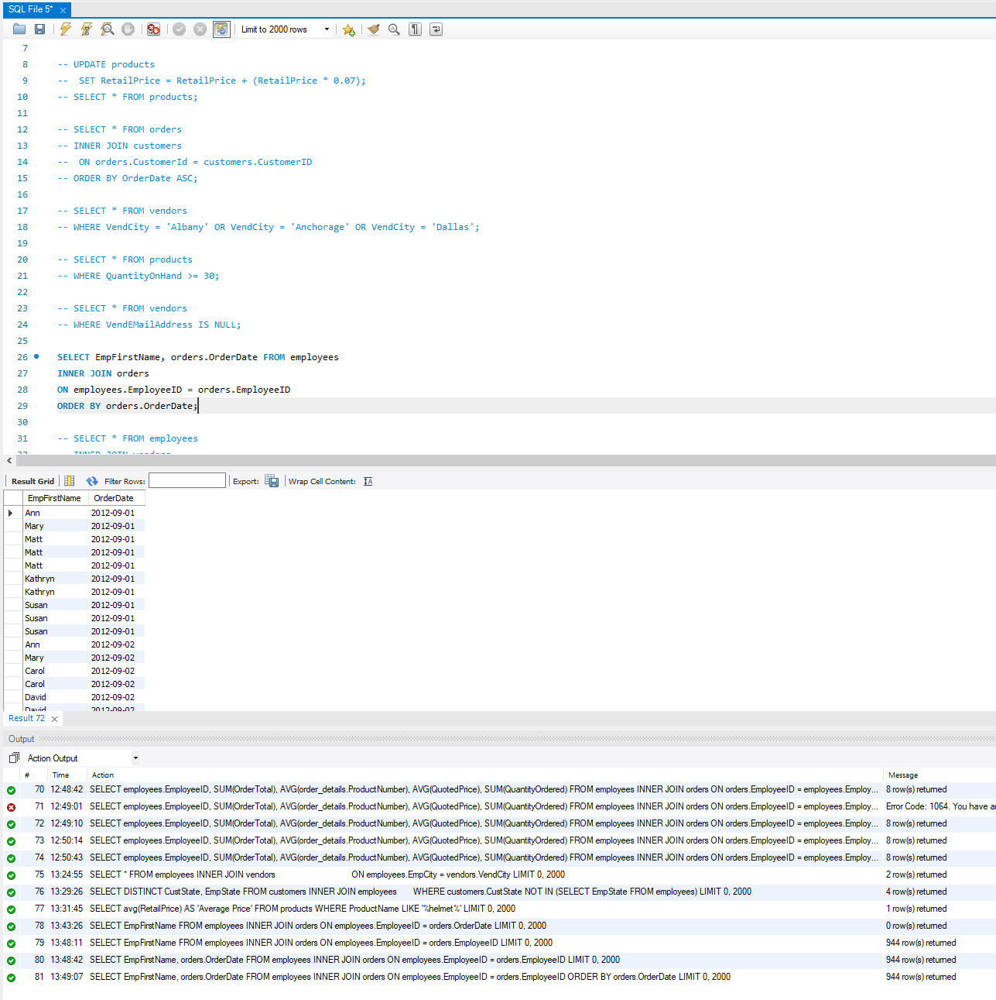 SQL File 5*
Limit to 2000 rows
7
8 -- UPDATE products
9 --  SET RetailPrice = RetailPrice + (RetailPrice * 0.07);
10 -- SELECT * FROM products;
11
12 -- SELECT * FROM orders
13 -- INNER JOIN customers
14 --  ON orders.CustomerId = customers.CustomerID
15 -- ORDER BY OrderDate ASC;
16
17 -- SELECT * FROM vendors
18 -- WHERE VendCity = 'Albany' OR VendCity = 'Anchorage' OR VendCity = 'Dallas';
19
20 -- SELECT * FROM products
21 -- WHERE QuantityOnHand >= 30;
22
23 -- SELECT * FROM vendors
24 -- WHERE VendEMailAddress IS NULL;
25
26 SELECT EmpFirstName, orders.OrderDate FROM employees
27 INNER JOIN orders
28 ON employees.EmployeeID = orders.EmployeeID
29 ORDER BY orders.OrderDate;
30
31 -- SELECT * FROM employees
Result Grid Filter Rows: Export: Wrap Cell Content:
EmpFirstName OrderDate
Ann 2012-09-01
Mary 2012-09-01
Matt 2012-09-01
Matt 2012-09-01
Matt 2012-09-01
Kathryn 2012-09-01
Kathryn 2012-09-01
Susan 2012-09-01
Susan 2012-09-01
Susan 2012-09-01
Ann 2012-09-02
Mary 2012-09-02
Carol 2012-09-02
Carol 2012-09-02
David 2012-09-02
David 2012-09-02
Result 72
Output
Action Output
# Time Action Message
70 12:48:42 SELECT employees.EmployeeID, SUM(OrderTotal), AVG(order_details.ProductNumber), AVG(QuotedPrice), SUM(QuantityOrdered) FROM employees INNER JOIN orders ON orders.EmployeeID = employees.Employ... 8 row(s) returned
71 12:49:01 SELECT employees.EmployeeID, SUM(OrderTotal), AVG(order_details.ProductNumber), AVG(QuotedPrice), SUM(QuantityOrdered) FROM employees INNER JOIN orders ON orders.EmployeeID = employees.Employ... Error Code: 1064. You have a
72 12:49:10 SELECT employees.EmployeeID, SUM(OrderTotal), AVG(order_details.ProductNumber), AVG(QuotedPrice), SUM(QuantityOrdered) FROM employees INNER JOIN orders ON orders.EmployeeID = employees.Employ... 8 row(s) returned
73 12:50:14 SELECT employees.EmployeeID, SUM(OrderTotal), AVG(order_details.ProductNumber), AVG(QuotedPrice), SUM(QuantityOrdered) FROM employees INNER JOIN orders ON orders.EmployeeID = employees.Employ... 8 row(s) returned
74 12:50:43 SELECT employees.EmployeeID, SUM(OrderTotal), AVG(order_details.ProductNumber), AVG(QuotedPrice), SUM(QuantityOrdered) FROM employees INNER JOIN orders ON orders.EmployeeID = employees.Employ... 8 row(s) returned
75 13:24:55 SELECT * FROM employees INNER JOIN vendors ON employees.EmpCity = vendors.VendCity LIMIT 0, 2000 2 row(s) returned
76 13:29:26 SELECT DISTINCT CustState, EmpState FROM customers INNER JOIN employees WHERE customers.CustState NOT IN (SELECT EmpState FROM employees) LIMIT 0, 2000 4 row(s) returned
77 13:31:45 SELECT avg(RetailPrice) AS 'Average Price' FROM products WHERE ProductName LIKE '%helmet%' LIMIT 0, 2000 1 row(s) returned
78 13:43:26 SELECT EmpFirstName FROM employees INNER JOIN orders ON employees.EmployeeID = orders.OrderDate LIMIT 0, 2000 0 row(s) returned
79 13:48:11 SELECT EmpFirstName FROM employees INNER JOIN orders ON employees.EmployeeID = orders.EmployeeID LIMIT 0, 2000 944 row(s) returned
80 13:48:42 SELECT EmpFirstName, orders.OrderDate FROM employees INNER JOIN orders ON employees.EmployeeID = orders.EmployeeID LIMIT 0, 2000 944 row(s) returned
81 13:49:07 SELECT EmpFirstName, orders.OrderDate FROM employees INNER JOIN orders ON employees.EmployeeID = orders.EmployeeID ORDER BY orders.OrderDate LIMIT 0, 2000 944 row(s) returned